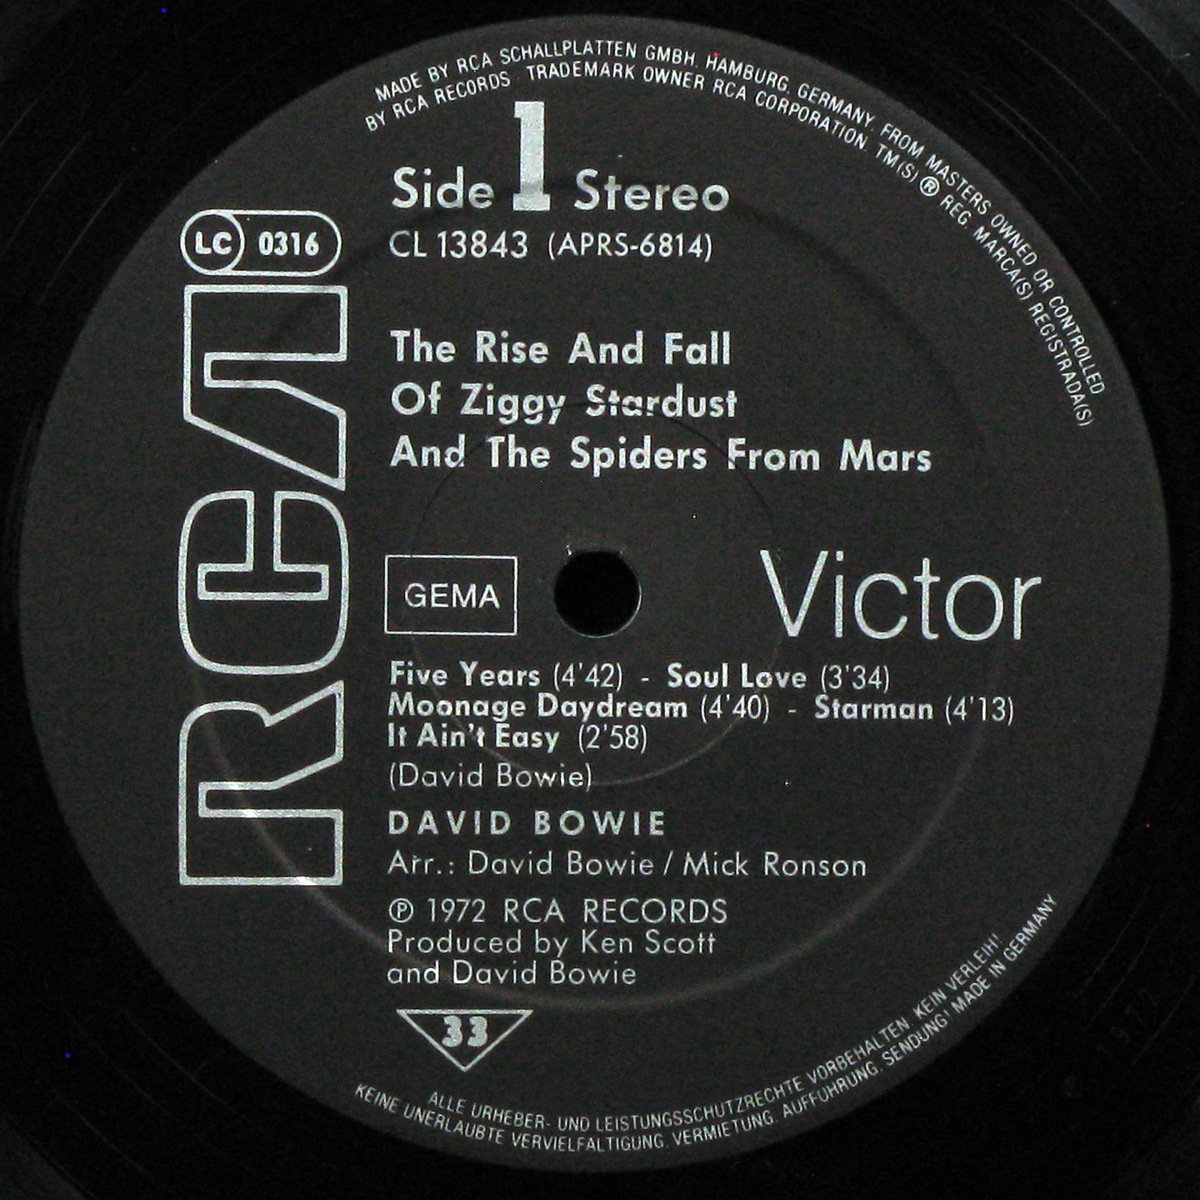 MADE BY RCA SCHALLPLATTEN GMBH. HAMBURG, GERMANY. FROM MASTERS OWNED OR CONTROLLED
BY RCA RECORDS TRADEMARK OWNER RCA CORPORATION. TM(S) ® REG. MARCA(S) REGISTRADA(S)
Side 1 Stereo
CL 13843 (APRS-6814)
LC 0316
RCA
The Rise And Fall
Of Ziggy Stardust
And The Spiders From Mars
GEMA
Victor
Five Years (4'42) - Soul Love (3'34)
Moonage Daydream (4'40) - Starman (4'13)
It Ain't Easy (2'58)
(David Bowie)
DAVID BOWIE
Arr.: David Bowie / Mick Ronson
℗ 1972 RCA RECORDS
Produced by Ken Scott
and David Bowie
33
ALLE URHEBER- UND LEISTUNGSSCHUTZRECHTE VORBEHALTEN. KEIN VERLEIH!
KEINE UNERLAUBTE VERVIELFALTIGUNG. VERMIETUNG. AUFFUHRUNG. SENDUNG! MADE IN GERMANY